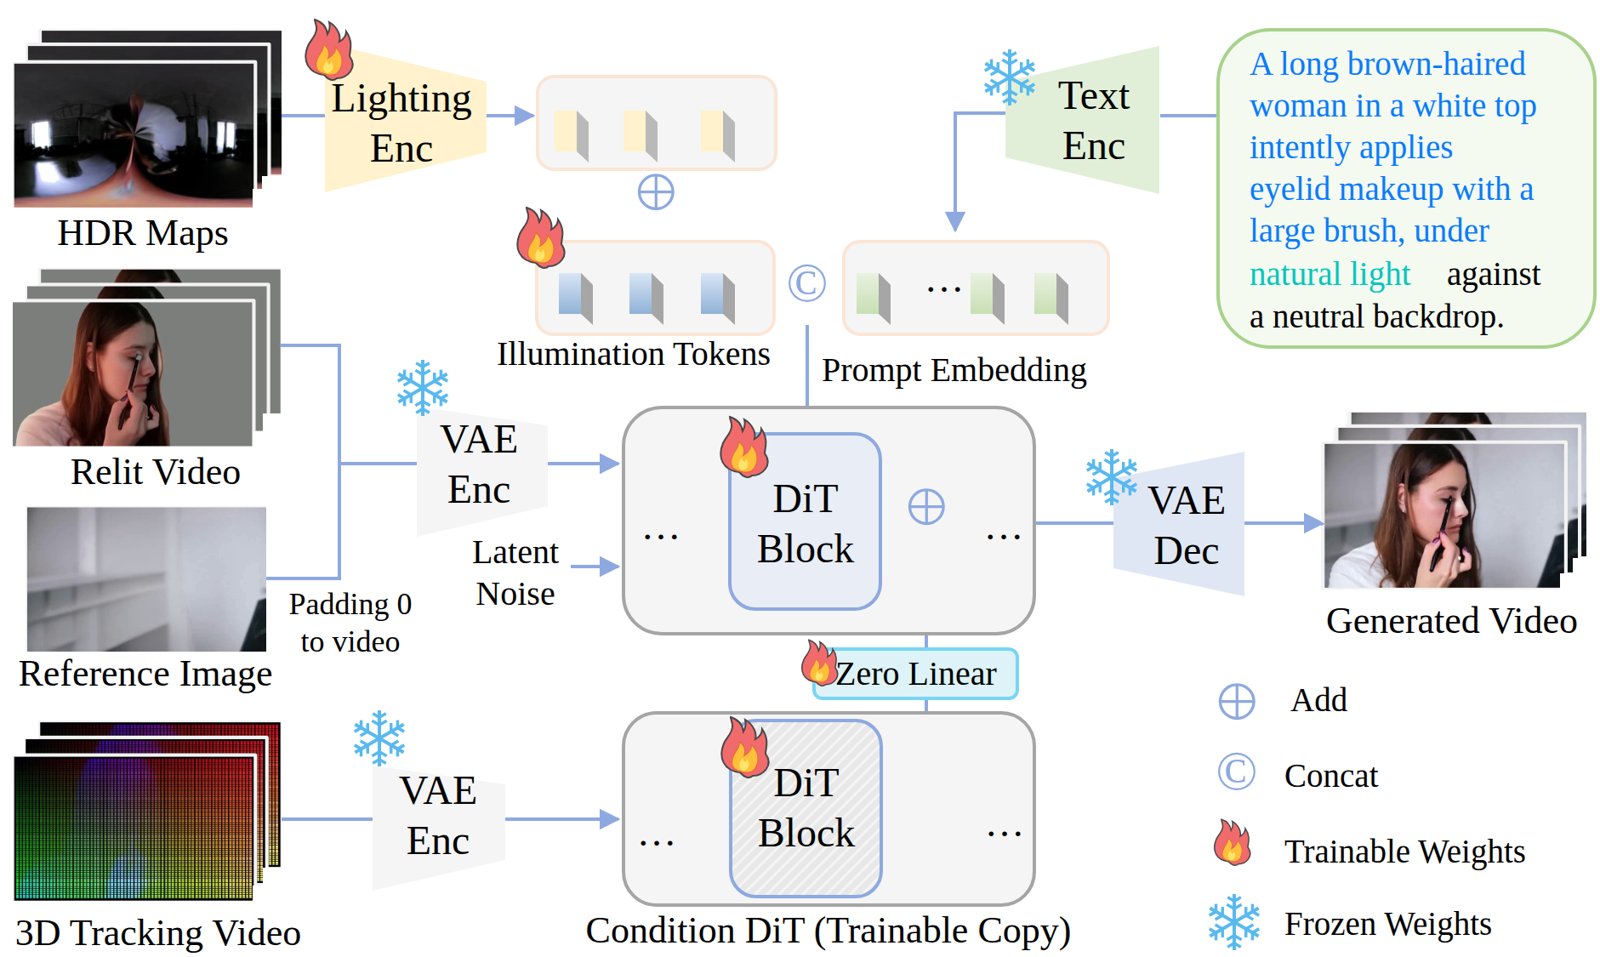 Lighting
Enc
HDR Maps
Text
Enc
A long brown-haired
woman in a white top
intently applies
eyelid makeup with a
large brush, under
natural light against
a neutral backdrop.
©
Illumination Tokens
...
Prompt Embedding
Relit Video
VAE
Enc
Latent
Noise
Reference Image
Padding 0
to video
...
DiT
Block
...
VAE
Dec
Generated Video
Zero Linear
3D Tracking Video
VAE
Enc
...
DiT
Block
...
Condition DiT (Trainable Copy)
Add
© Concat
Trainable Weights
Frozen Weights